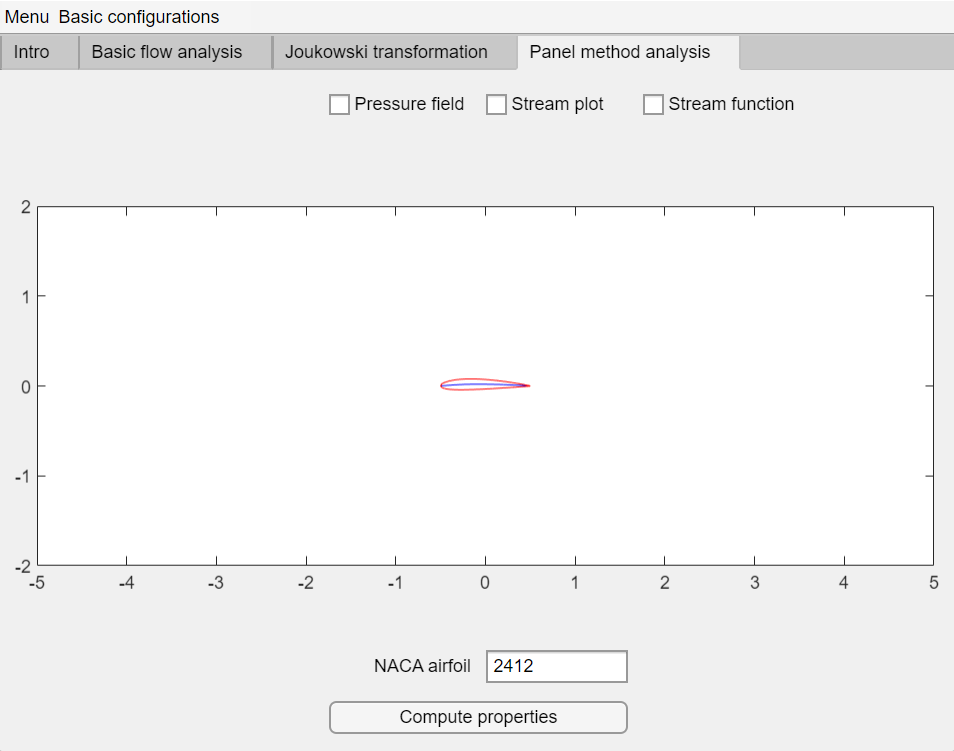 Menu Basic configurations
Intro Basic flow analysis Joukowski transformation Panel method analysis
Pressure field Stream plot Stream function
2
1
0
-1
-2
-5 -4 -3 -2 -1 0 1 2 3 4 5
NACA airfoil 2412
Compute properties